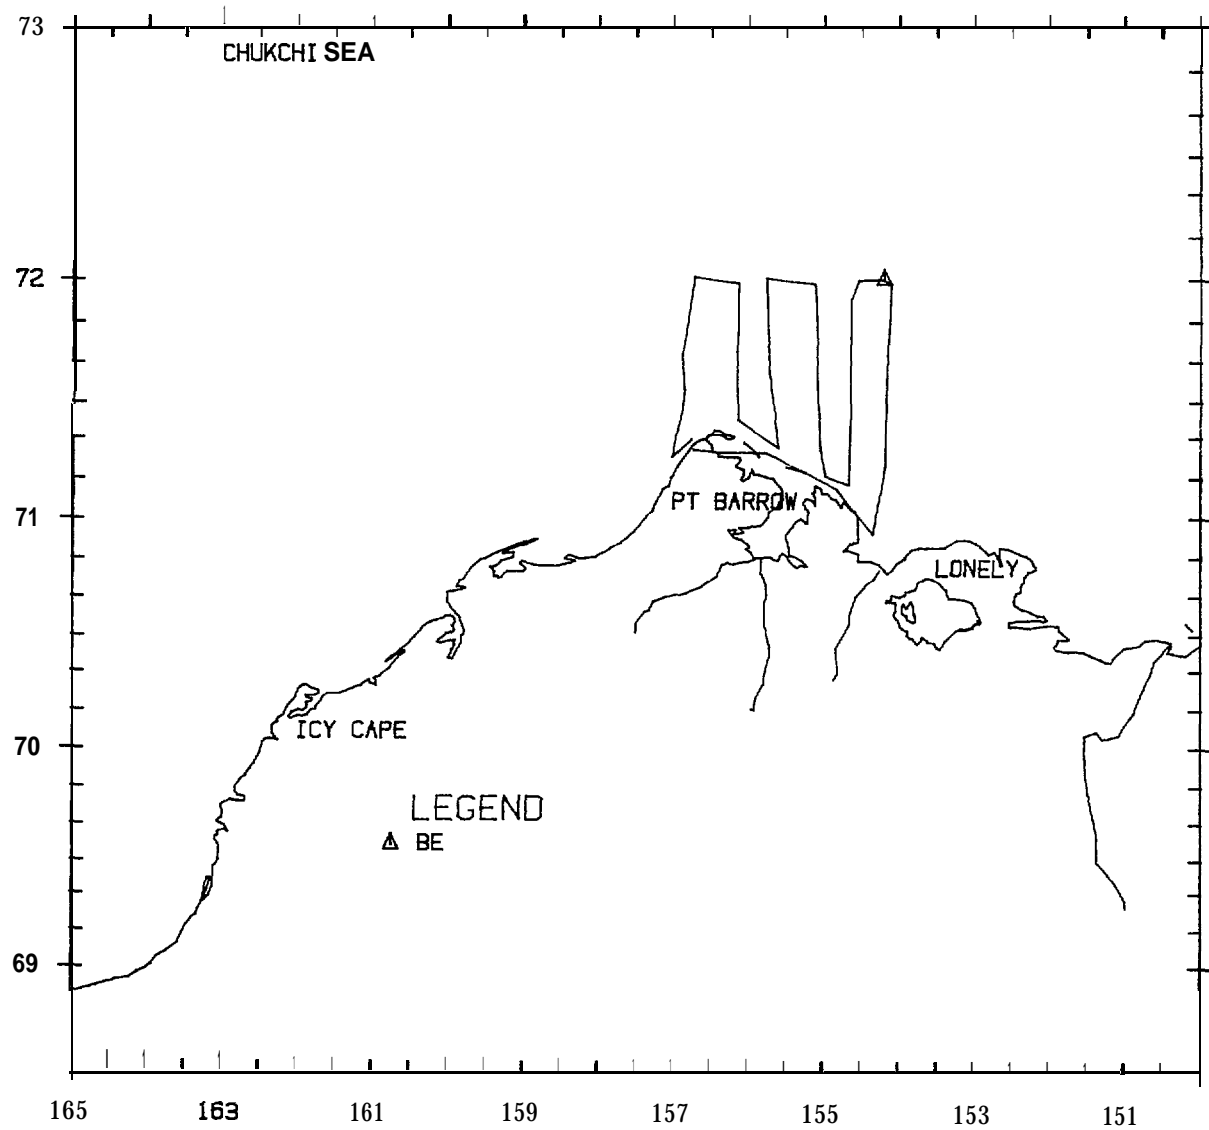 73
CHUKCHI SEA
72
PT BARROW
71
LONELY
ICY CAPE
70
LEGEND
BE
69
165 163 161 159 157 155 153 151